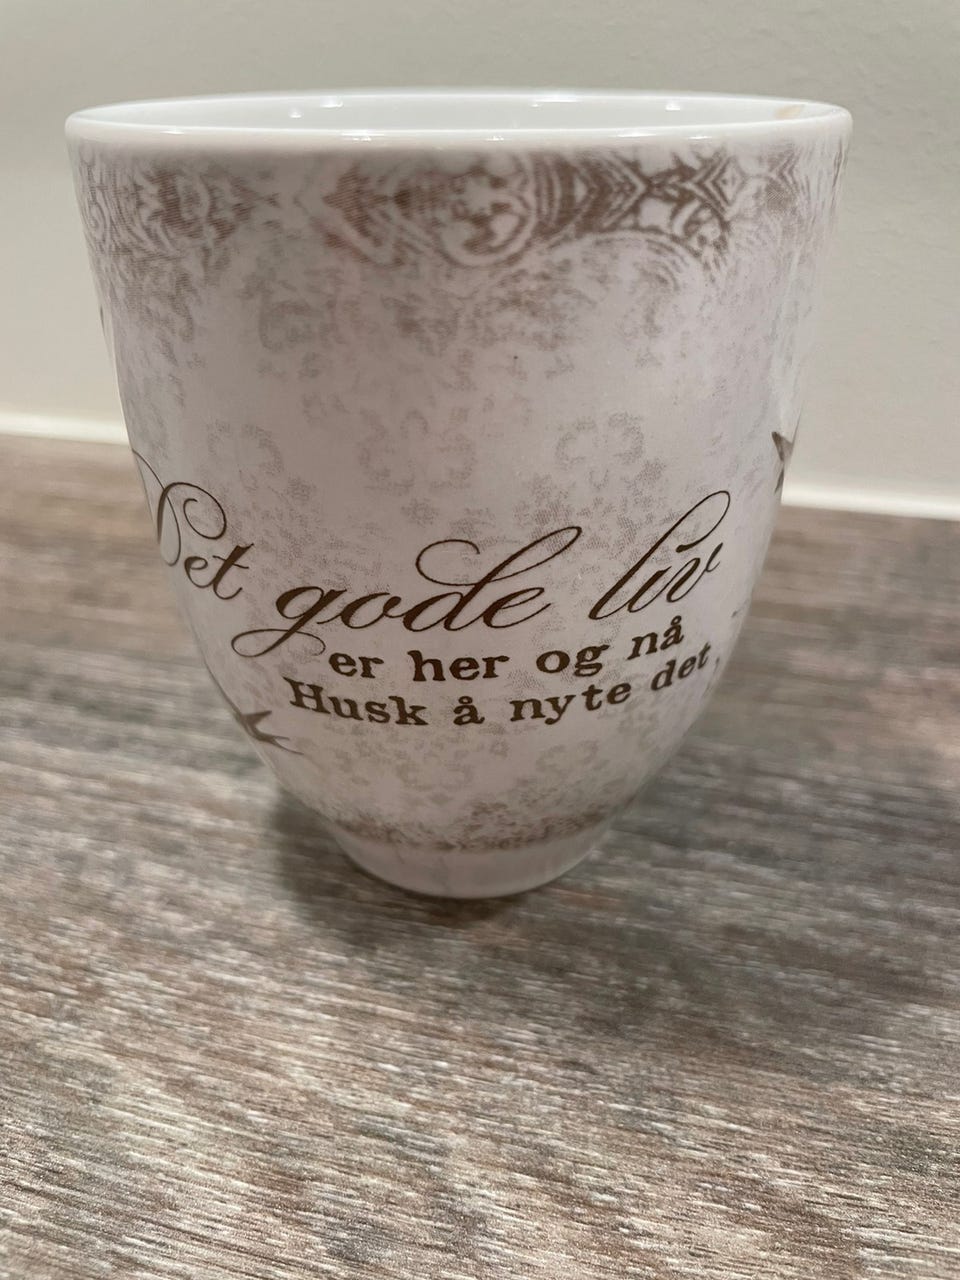 Det gode liv
er her og nå
Husk å nyte det,